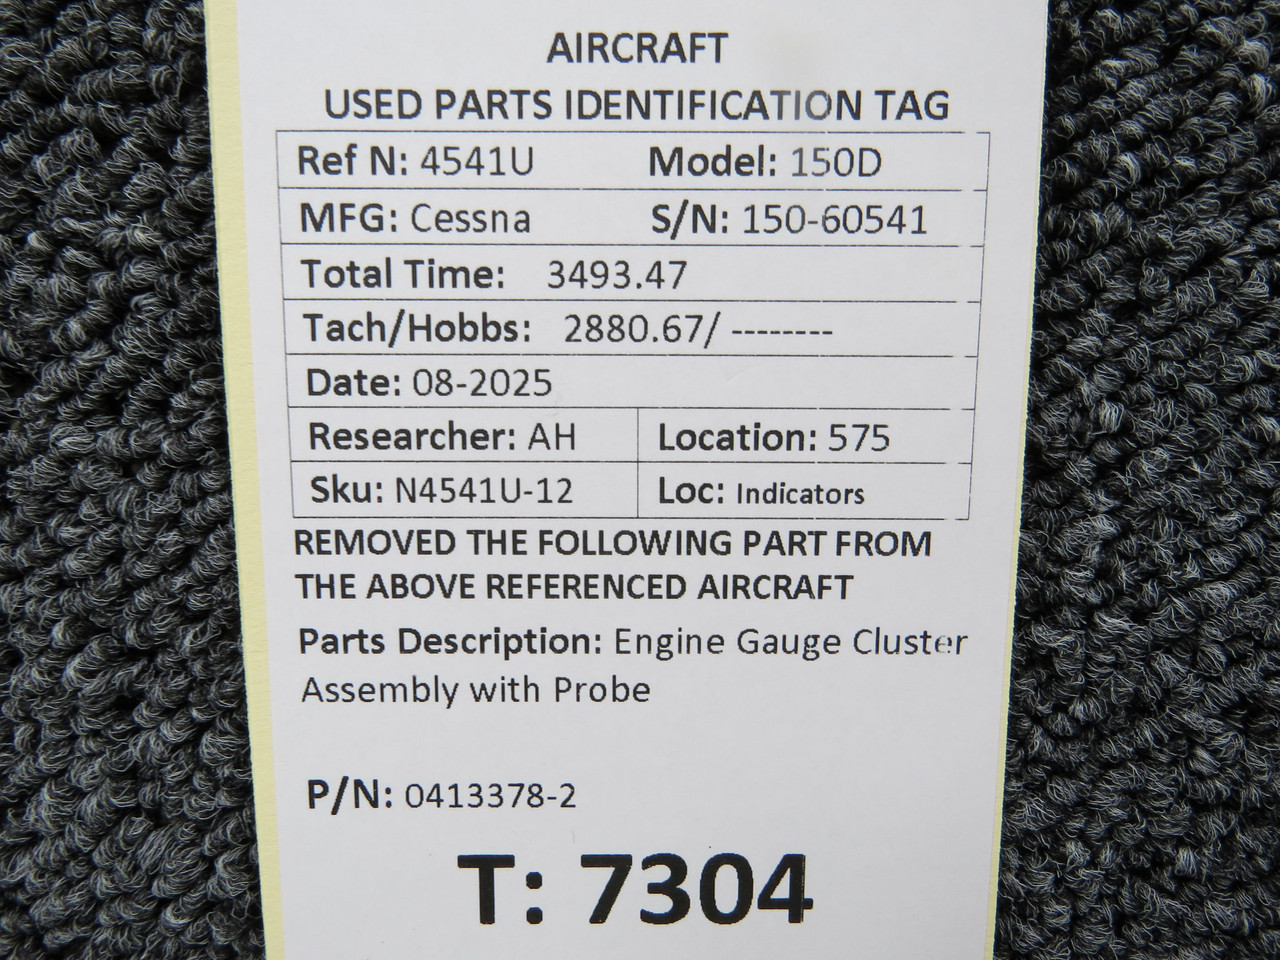 AIRCRAFT
USED PARTS IDENTIFICATION TAG
Ref N: 4541U Model: 150D
MFG: Cessna S/N: 150-60541
Total Time: 3493.47
Tach/Hobbs: 2880.67/ --------
Date: 08-2025
Researcher: AH Location: 575
Sku: N4541U-12 Loc: Indicators
REMOVED THE FOLLOWING PART FROM
THE ABOVE REFERENCED AIRCRAFT
Parts Description: Engine Gauge Cluster
Assembly with Probe
P/N: 0413378-2
T: 7304